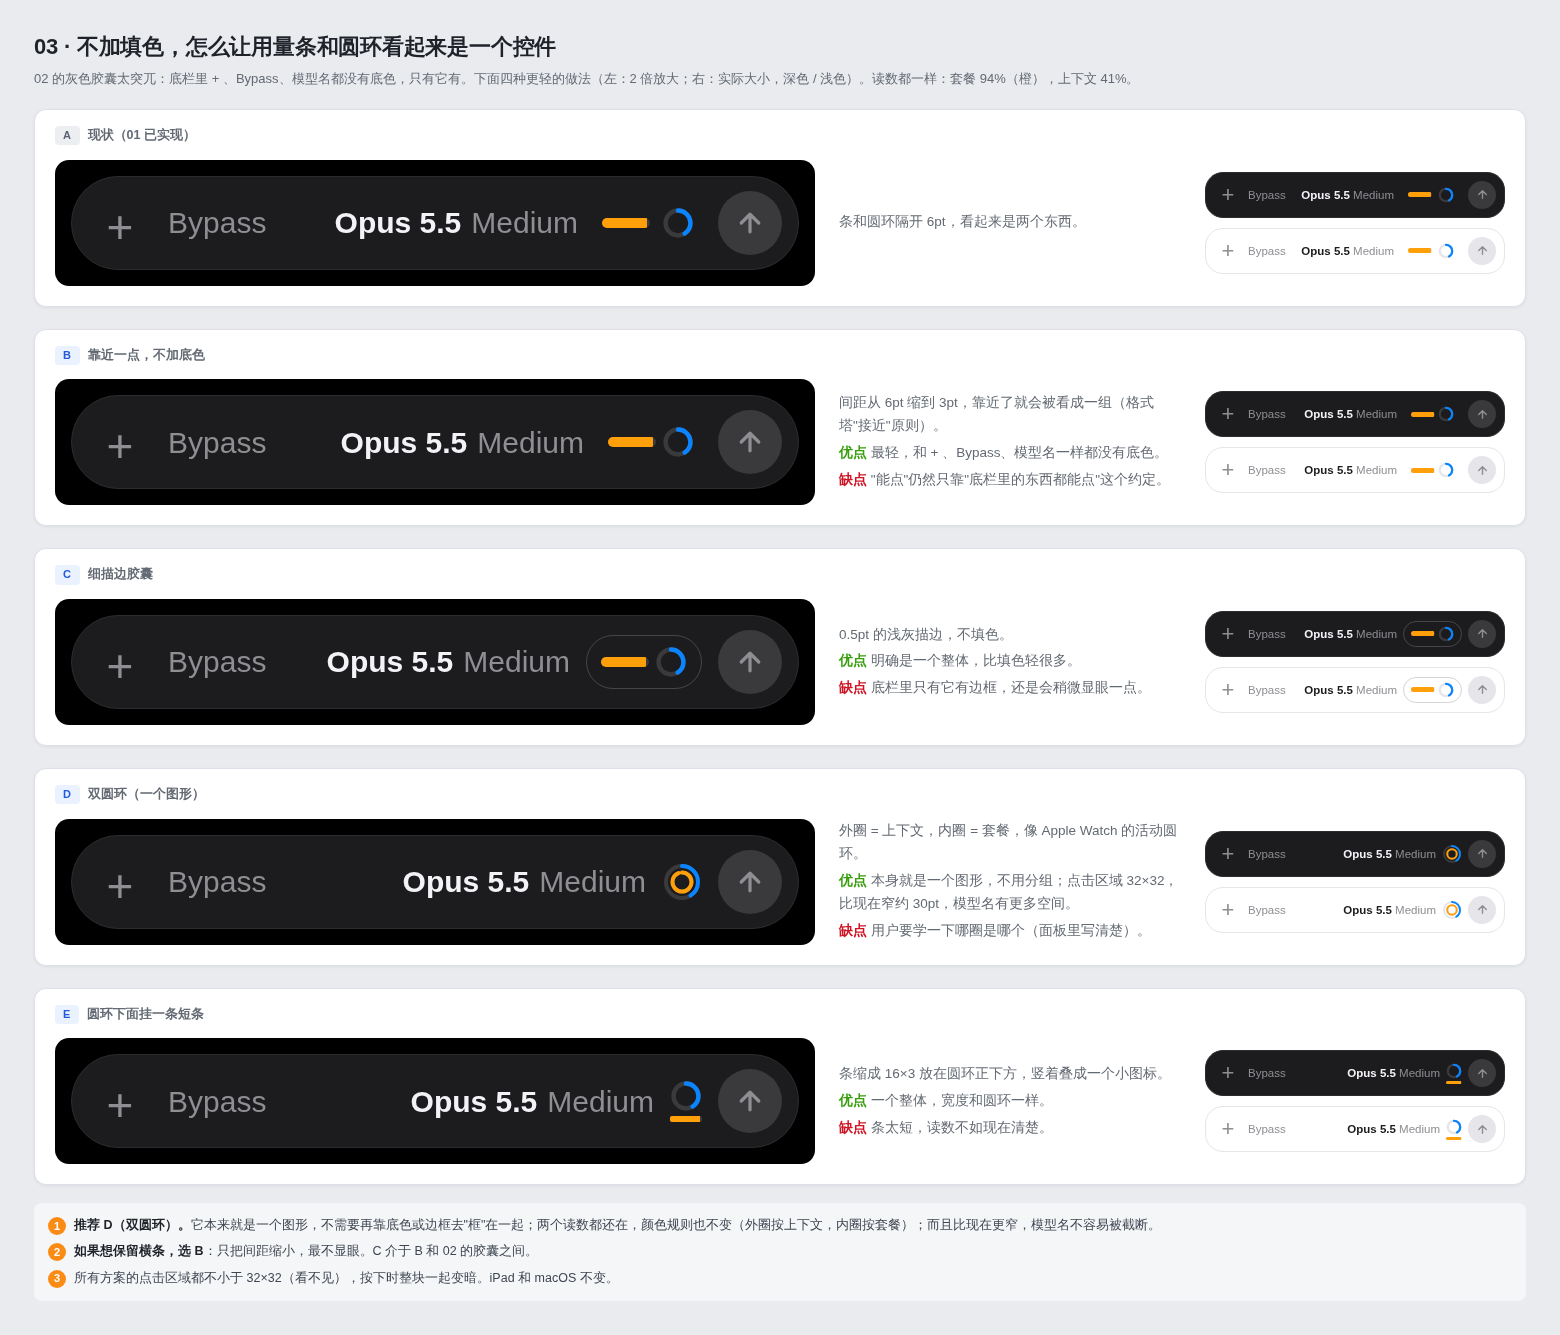 03 · 不加填色，怎么让用量条和圆环看起来是一个控件
02 的灰色胶囊太突兀：底栏里 + 、Bypass、模型名都没有底色，只有它有。下面四种更轻的做法（左：2 倍放大；右：实际大小，深色 / 浅色）。读数都一样：套餐 94%（橙），上下文 41%。
A 现状（01 已实现）
+ Bypass Opus 5.5 Medium
条和圆环隔开 6pt，看起来是两个东西。
+ Bypass Opus 5.5 Medium
+ Bypass Opus 5.5 Medium
B 靠近一点，不加底色
+ Bypass Opus 5.5 Medium
间距从 6pt 缩到 3pt，靠近了就会被看成一组（格式
塔"接近"原则）。
优点 最轻，和 + 、Bypass、模型名一样都没有底色。
缺点 "能点"仍然只靠"底栏里的东西都能点"这个约定。
+ Bypass Opus 5.5 Medium
+ Bypass Opus 5.5 Medium
C 细描边胶囊
+ Bypass Opus 5.5 Medium
0.5pt 的浅灰描边，不填色。
优点 明确是一个整体，比填色轻很多。
缺点 底栏里只有它有边框，还是会稍微显眼一点。
+ Bypass Opus 5.5 Medium
+ Bypass Opus 5.5 Medium
D 双圆环（一个图形）
+ Bypass Opus 5.5 Medium
外圈 = 上下文，内圈 = 套餐，像 Apple Watch 的活动圆
环。
优点 本身就是一个图形，不用分组；点击区域 32×32，
比现在窄约 30pt，模型名有更多空间。
缺点 用户要学一下哪圈是哪个（面板里写清楚）。
+ Bypass Opus 5.5 Medium
+ Bypass Opus 5.5 Medium
E 圆环下面挂一条短条
+ Bypass Opus 5.5 Medium
条缩成 16×3 放在圆环正下方，竖着叠成一个小图标。
优点 一个整体，宽度和圆环一样。
缺点 条太短，读数不如现在清楚。
+ Bypass Opus 5.5 Medium
+ Bypass Opus 5.5 Medium
1 推荐 D（双圆环）。它本来就是一个图形，不需要再靠底色或边框去"框"在一起；两个读数都还在，颜色规则也不变（外圈按上下文，内圈按套餐）；而且比现在更窄，模型名不容易被截断。
2 如果想保留横条，选 B：只把间距缩小，最不显眼。C 介于 B 和 02 的胶囊之间。
3 所有方案的点击区域都不小于 32×32（看不见），按下时整块一起变暗。iPad 和 macOS 不变。